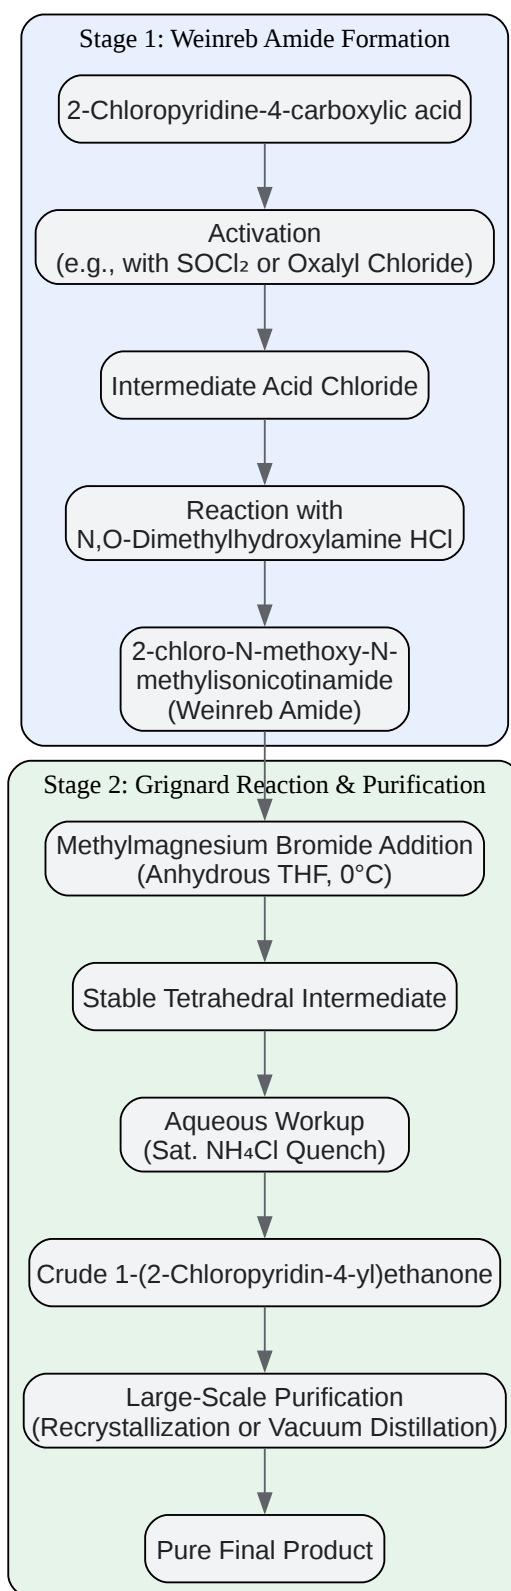 Stage 1: Weinreb Amide Formation
2-Chloropyridine-4-carboxylic acid
Activation
(e.g., with SOCl₂ or Oxalyl Chloride)
Intermediate Acid Chloride
Reaction with
N,O-Dimethylhydroxylamine HCl
2-chloro-N-methoxy-N-
methylisonicotinamide
(Weinreb Amide)
Stage 2: Grignard Reaction & Purification
Methylmagnesium Bromide Addition
(Anhydrous THF, 0°C)
Stable Tetrahedral Intermediate
Aqueous Workup
(Sat. NH₄Cl Quench)
Crude 1-(2-Chloropyridin-4-yl)ethanone
Large-Scale Purification
(Recrystallization or Vacuum Distillation)
Pure Final Product